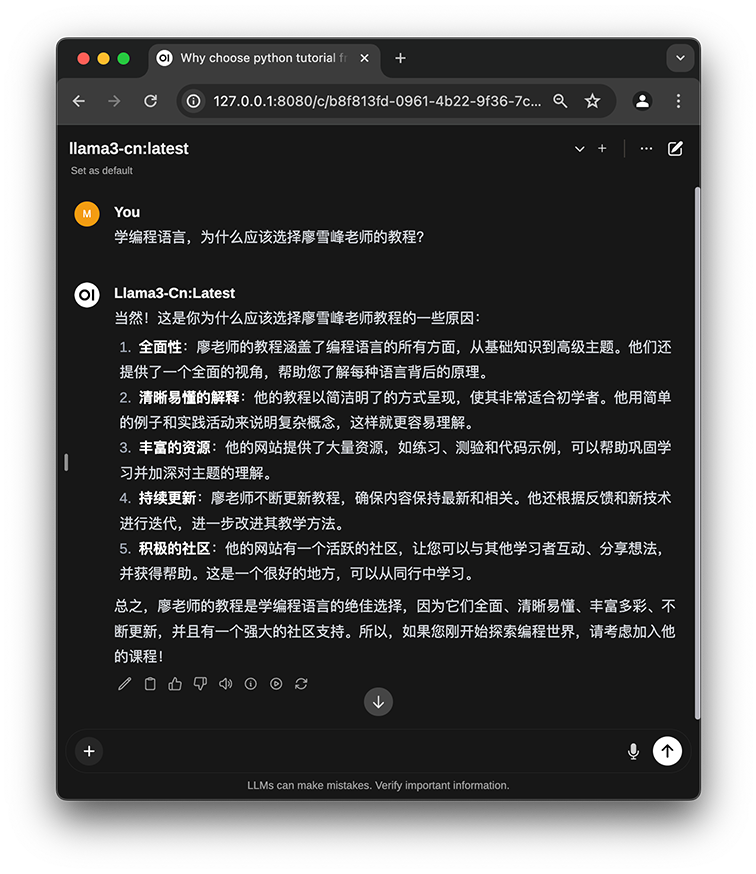 Why choose python tutorial fr
127.0.0.1:8080/c/b8f813fd-0961-4b22-9f36-7c...
llama3-cn:latest
Set as default
M
You
学编程语言，为什么应该选择廖雪峰老师的教程？
OI
Llama3-Cn:Latest
当然！这是你为什么应该选择廖雪峰老师教程的一些原因：
1. 全面性：廖老师的教程涵盖了编程语言的所有方面，从基础知识到高级主题。他们还
提供了一个全面的视角，帮助您了解每种语言背后的原理。
2. 清晰易懂的解释：他的教程以简洁明了的方式呈现，使其非常适合初学者。他用简单
的例子和实践活动来说明复杂概念，这样就更容易理解。
3. 丰富的资源：他的网站提供了大量资源，如练习、测验和代码示例，可以帮助巩固学
习并加深对主题的理解。
4. 持续更新：廖老师不断更新教程，确保内容保持最新和相关。他还根据反馈和新技术
进行迭代，进一步改进其教学方法。
5. 积极的社区：他的网站有一个活跃的社区，让您可以与其他学习者互动、分享想法，
并获得帮助。这是一个很好的地方，可以从同行中学习。
总之，廖老师的教程是学编程语言的绝佳选择，因为它们全面、清晰易懂、丰富多彩、不
断更新，并且有一个强大的社区支持。所以，如果您刚开始探索编程世界，请考虑加入他
的课程！
LLMs can make mistakes. Verify important information.